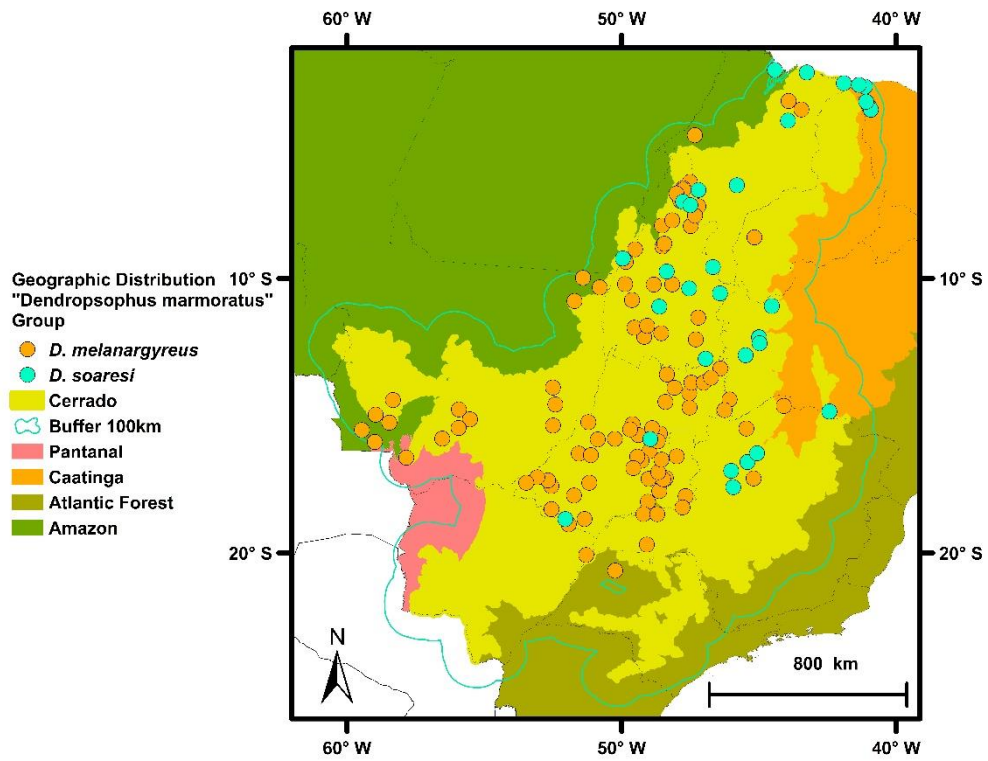 60° W 50° W 40° W
Geographic Distribution 10° S
"Dendropsophus marmoratus"
Group
D. melanargyreus
D. soaresi
Cerrado
Buffer 100km
Pantanal
Caatinga
Atlantic Forest
Amazon
20° S
10° S
20° S
N
800 km
60° W 50° W 40° W